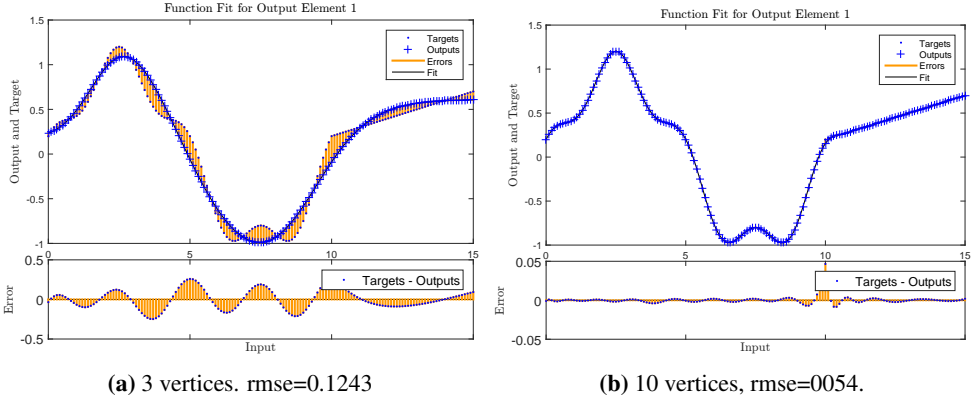 Function Fit for Output Element 1
1.5
1
0.5
0
-0.5
-1
Output and Target
Targets
Outputs
Errors
Fit
0
5
10
15
0.5
0
-0.5
Error
Targets - Outputs
Input
(a) 3 vertices. rmse=0.1243
Function Fit for Output Element 1
1.5
1
0.5
0
-0.5
-1
Output and Target
Targets
Outputs
Errors
Fit
0
5
10
15
0.05
0
-0.05
Error
Targets - Outputs
Input
(b) 10 vertices, rmse=0054.